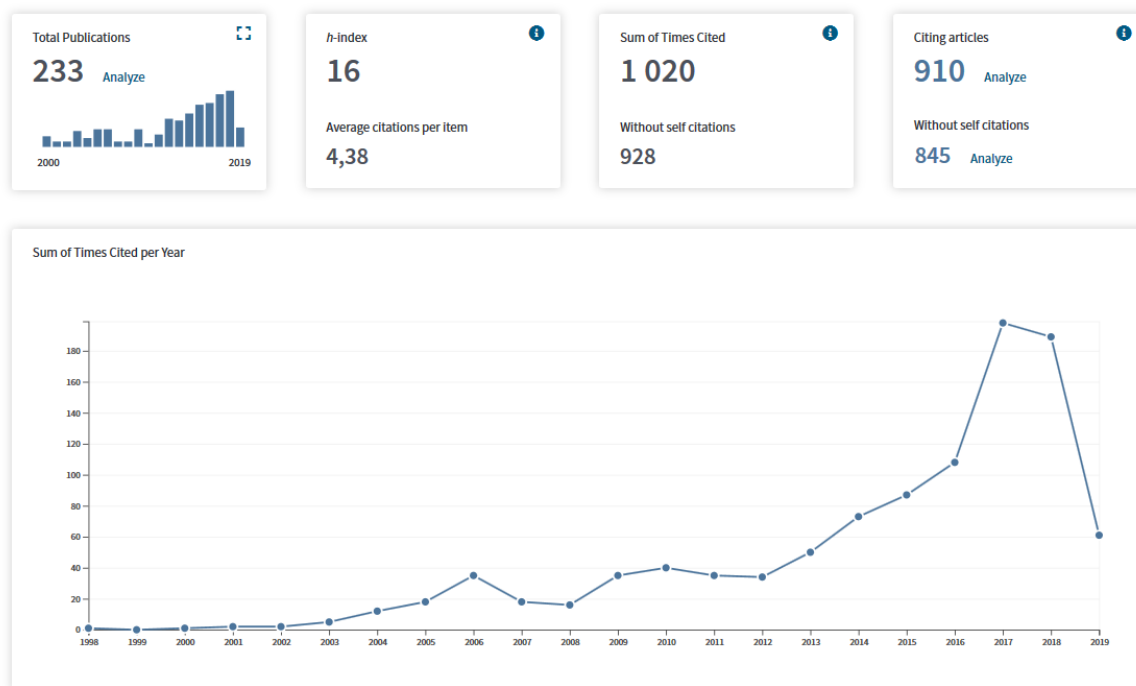 Total Publications
233 Analyze
2000 2019
h-index
16
Average citations per item
4,38
Sum of Times Cited
1 020
Without self citations
928
Citing articles
910 Analyze
Without self citations
845 Analyze
Sum of Times Cited per Year
180
160
140
120
100
80
60
40
20
0
1998 1999 2000 2001 2002 2003 2004 2005 2006 2007 2008 2009 2010 2011 2012 2013 2014 2015 2016 2017 2018 2019